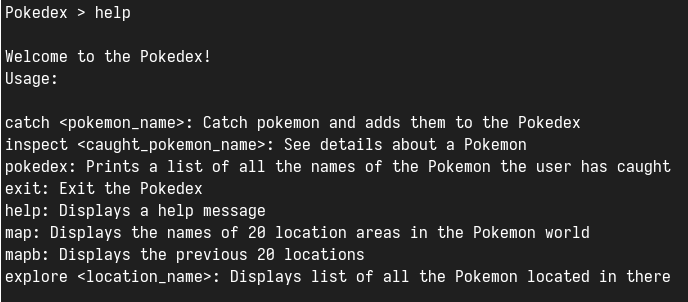 Pokedex > help
Welcome to the Pokedex!
Usage:
catch <pokemon_name>: Catch pokemon and adds them to the Pokedex
inspect <caught_pokemon_name>: See details about a Pokemon
pokedex: Prints a list of all the names of the Pokemon the user has caught
exit: Exit the Pokedex
help: Displays a help message
map: Displays the names of 20 location areas in the Pokemon world
mapb: Displays the previous 20 locations
explore <location_name>: Displays list of all the Pokemon located in there